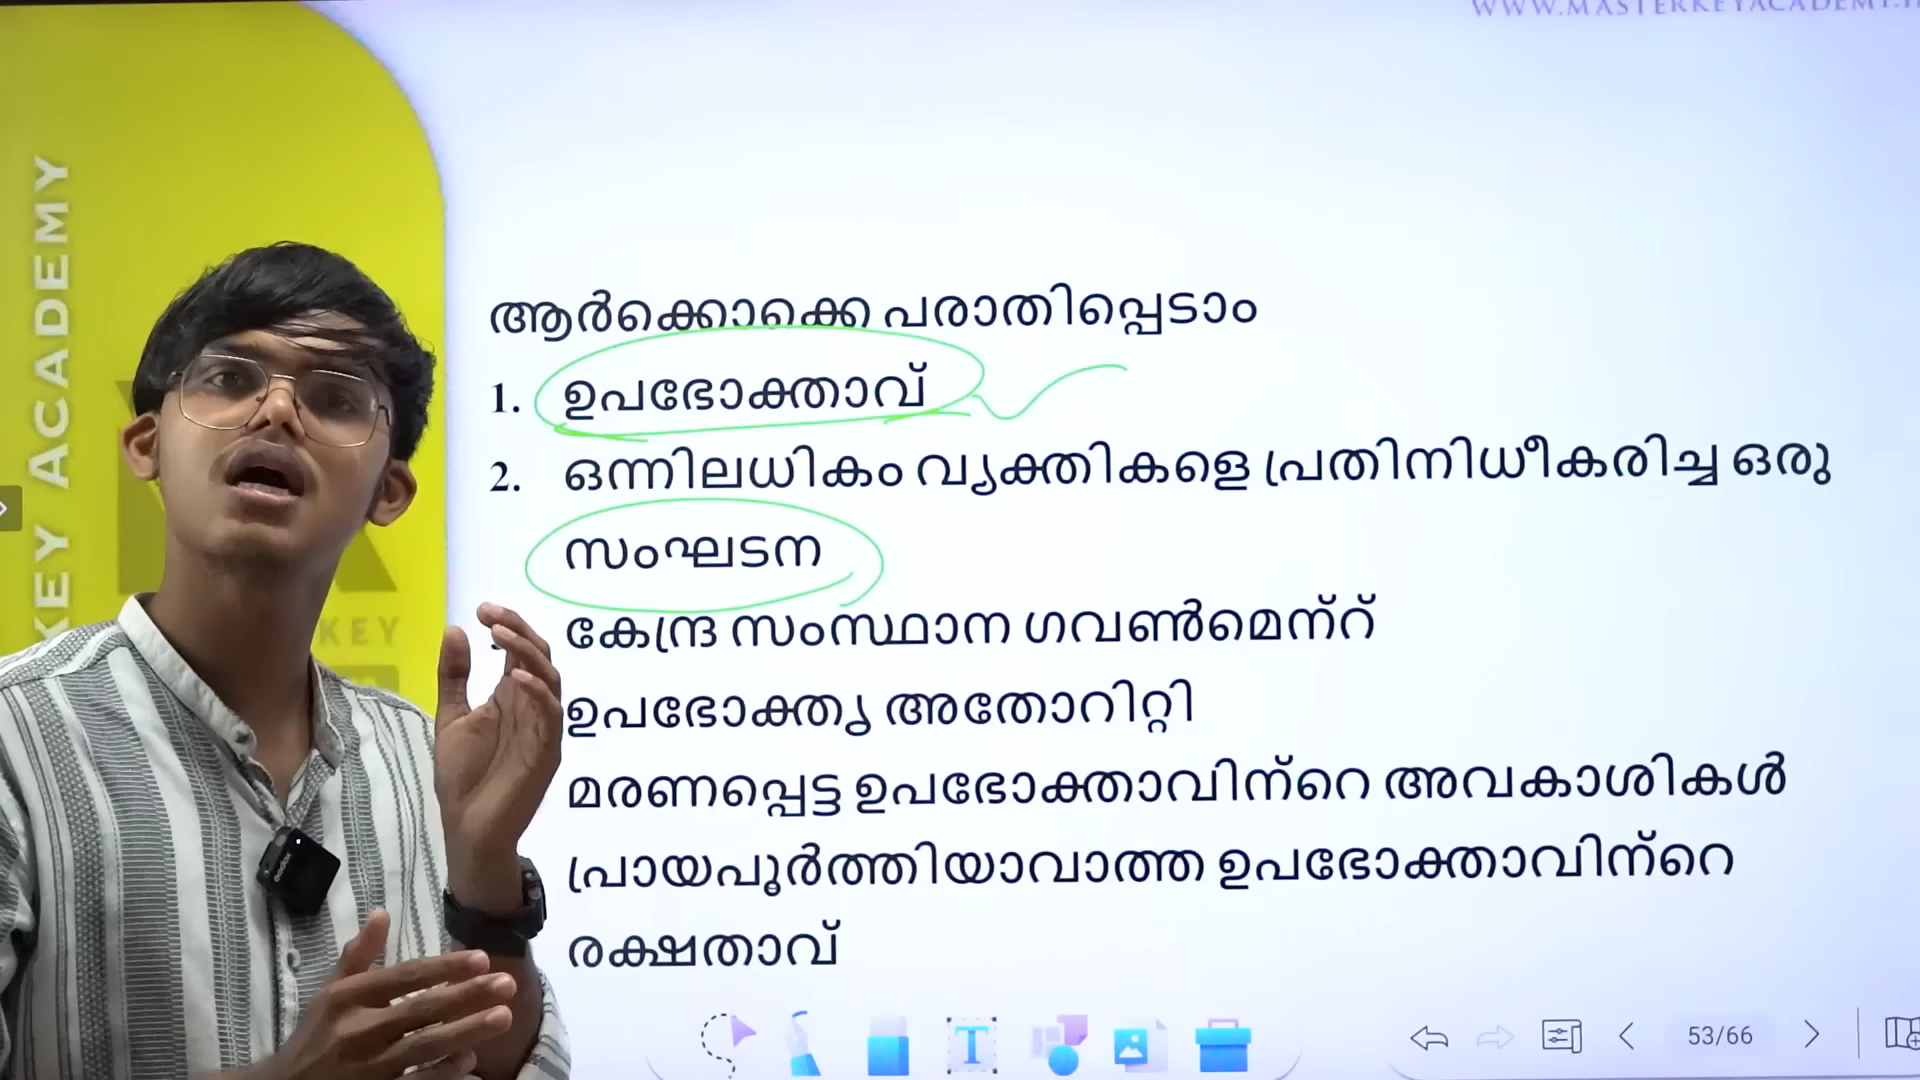 WWW.MASTERKEYACADEMY.I
KEY ACADEMY
KEY
ആർക്കൊക്കെ പരാതിപ്പെടാം
1. ഉപഭോക്താവ്
2. ഒന്നിലധികം വ്യക്തികളെ പ്രതിനിധീകരിച്ച ഒരു
സംഘടന
കേന്ദ്ര സംസ്ഥാന ഗവൺമെന്റ്
ഉപഭോക്തൃ അതോറിറ്റി
മരണപ്പെട്ട ഉപഭോക്താവിന്റെ അവകാശികൾ
പ്രായപൂർത്തിയാവാത്ത ഉപഭോക്താവിന്റെ
രക്ഷതാവ്
T
53/66